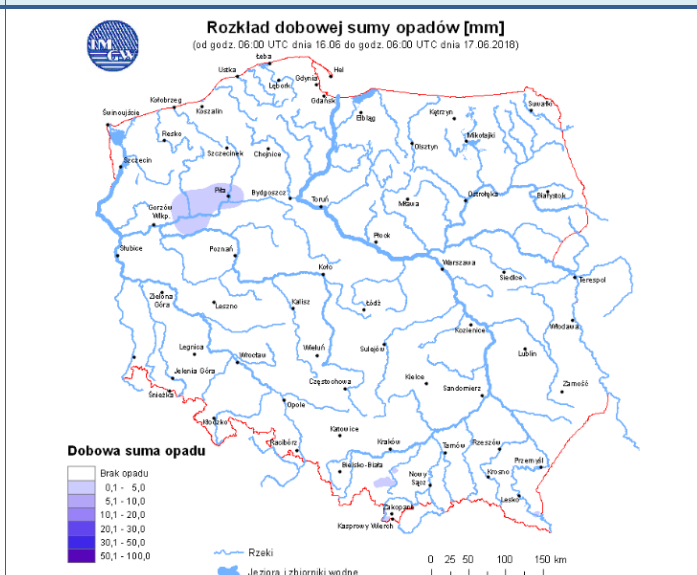 IMGW
Rozkład dobowej sumy opadów [mm]
(od godz. 06:00 UTC dnia 16.06 do godz. 06:00 UTC dnia 17.06.2018)
Łeba
Ustka
Hel
Gdynia
Lębork
Gdańsk
Suwałki
Kołobrzeg
Koszalin
Elbląg
Kętrzyn
Świnoujście
Resko
Mikołajki
Olsztyn
Szczecinek
Chojnice
Szczecin
Piła
Bydgoszcz
Toruń
Mława
Ostrołęka
Białystok
Gorzów
Wlkp.
Płock
Słubice
Poznań
Koło
Warszawa
Siedlce
Terespol
Zielona
Góra
Leszno
Kalisz
Łódź
Kozienice
Włodawa
Legnica
Wrocław
Wieluń
Sulejów
Lublin
Jelenia Góra
Śnieżka
Częstochowa
Kielce
Sandomierz
Zamość
Opole
Kłodzko
Katowice
Racibórz
Kraków
Tarnów
Rzeszów
Bielsko-Biała
Nowy
Sącz
Krosno
Przemyśl
Lesko
Zakopane
Kasprowy Wierch
Dobowa suma opadu
Brak opadu
0,1 - 5,0
5,1 - 10,0
10,1 - 20,0
20,1 - 30,0
30,1 - 50,0
50,1 - 100,0
Rzeki
Jeziora i zbiorniki wodne
0 25 50 100 150 km